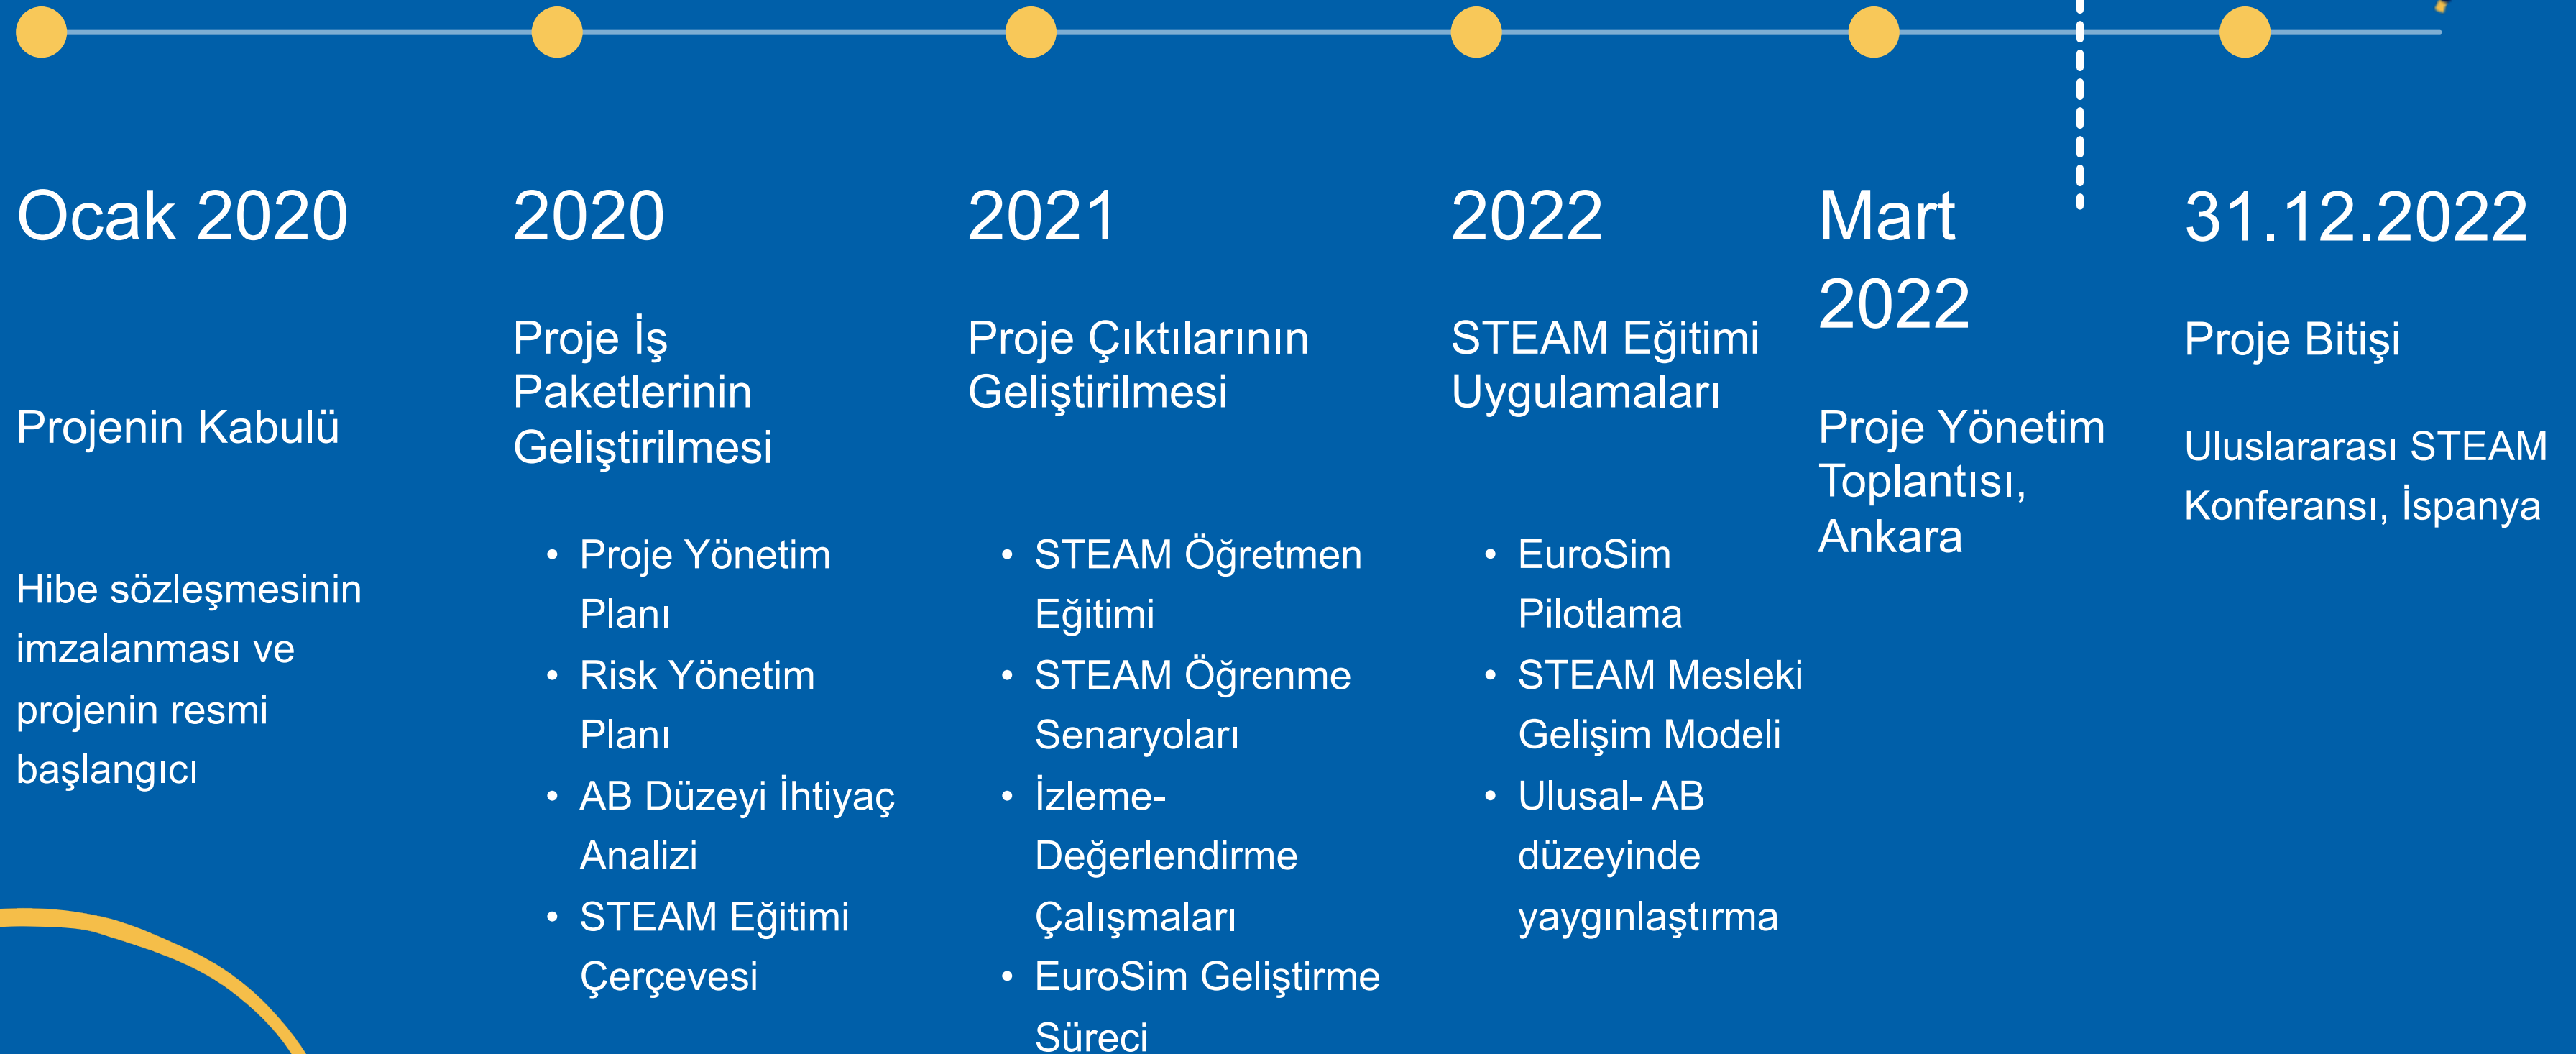 Ocak 2020
Projenin Kabulü
Hibe sözleşmesinin
imzalanması ve
projenin resmi
başlangıcı
2020
Proje İş
Paketlerinin
Geliştirilmesi
• Proje Yönetim
Planı
• Risk Yönetim
Planı
• AB Düzeyi İhtiyaç
Analizi
• STEAM Eğitimi
Çerçevesi
2021
Proje Çıktılarının
Geliştirilmesi
• STEAM Öğretmen
Eğitimi
• STEAM Öğrenme
Senaryoları
• İzleme-
Değerlendirme
Çalışmaları
• EuroSim Geliştirme
Süreci
2022
STEAM Eğitimi
Uygulamaları
• EuroSim
Pilotlama
• STEAM Mesleki
Gelişim Modeli
• Ulusal- AB
düzeyinde
yaygınlaştırma
Mart
2022
Proje Yönetim
Toplantısı,
Ankara
31.12.2022
Proje Bitişi
Uluslararası STEAM
Konferansı, İspanya